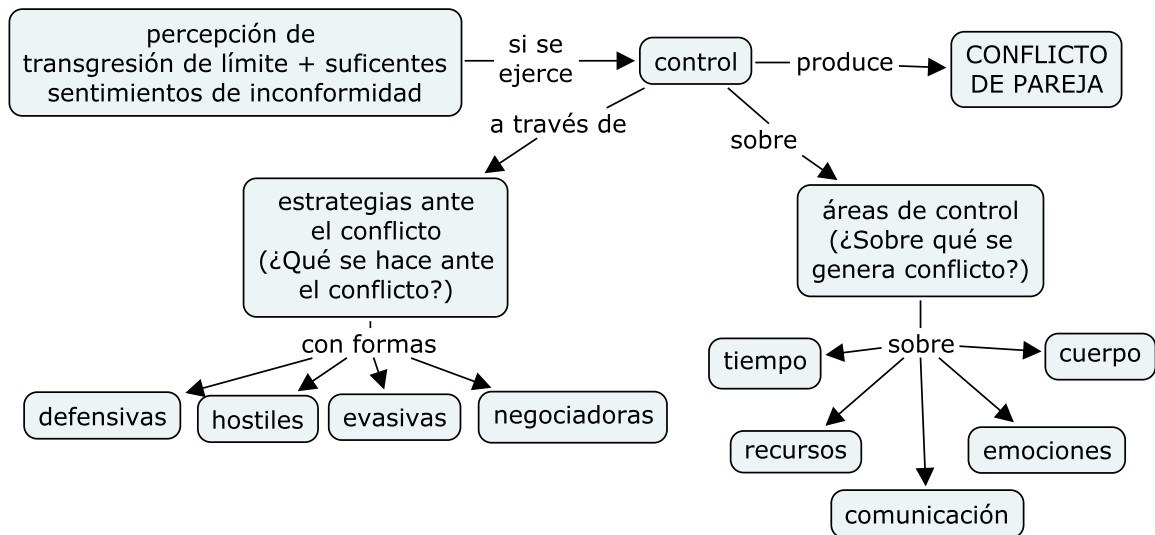 percepción de
transgresión de límite + suficentes
sentimientos de inconformidad
si se
ejerce
control
produce
CONFLICTO
DE PAREJA
a través de
sobre
estrategias ante
el conflicto
(¿Qué se hace ante
el conflicto?)
áreas de control
(¿Sobre qué se
genera conflicto?)
con formas
defensivas
hostiles
evasivas
negociadoras
sobre
tiempo
cuerpo
recursos
emociones
comunicación